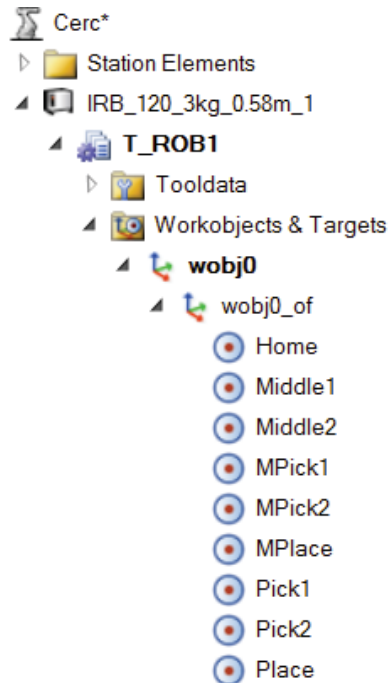 Cerc*
Station Elements
IRB_120_3kg_0.58m_1
T_ROB1
Tooldata
Workobjects & Targets
wobj0
wobj0_of
Home
Middle1
Middle2
MPick1
MPick2
MPlace
Pick1
Pick2
Place